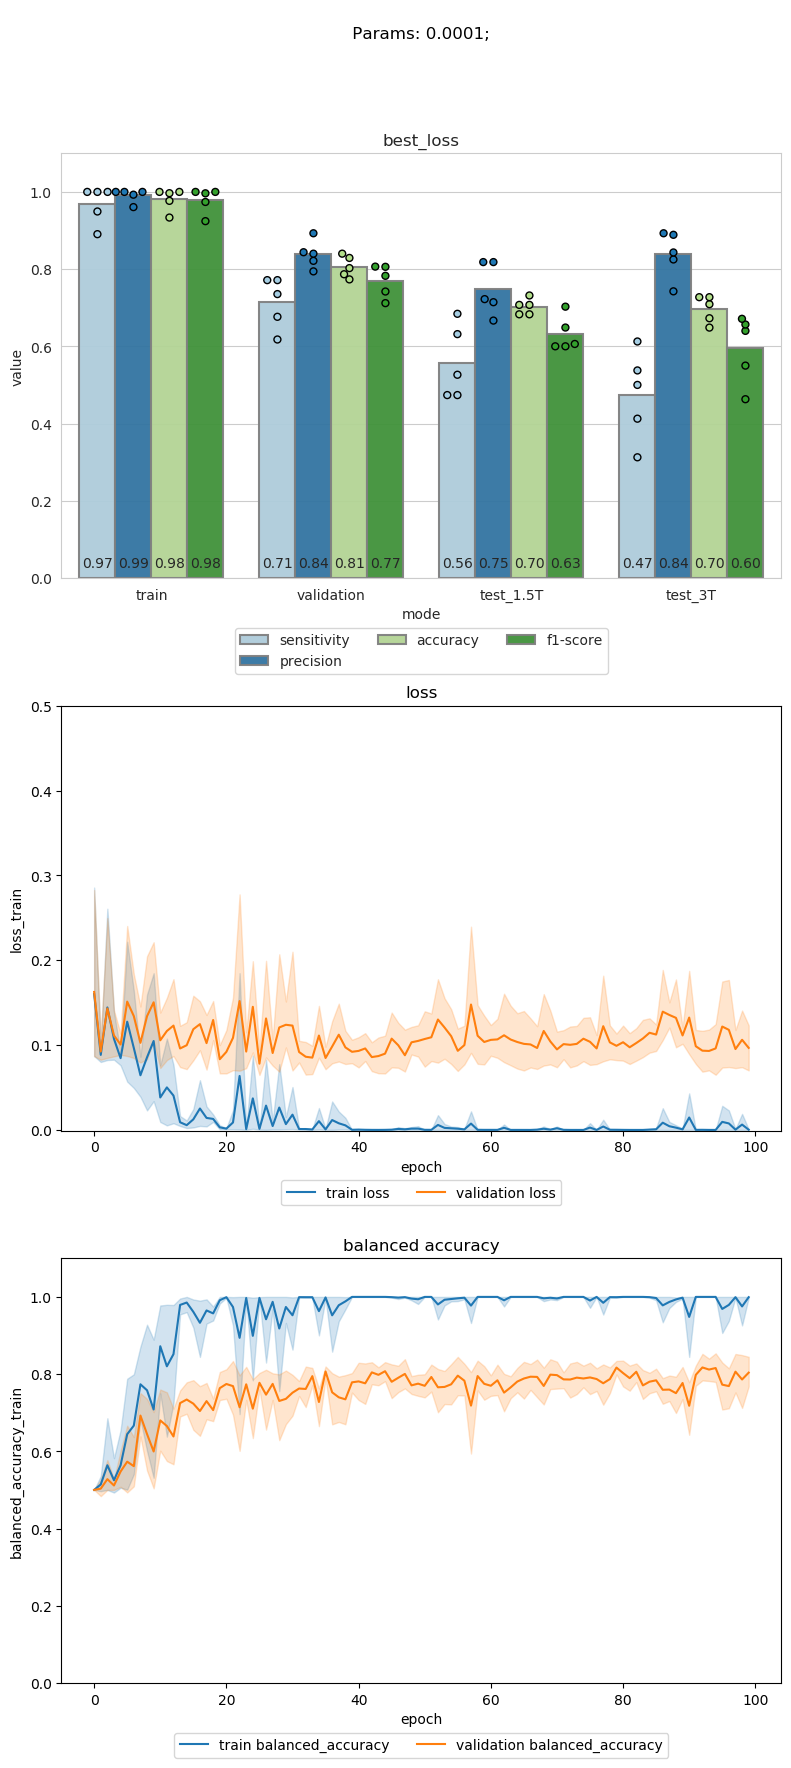 Params: 0.0001;
best_loss
1.0
0.8
0.6
0.4
0.2
0.0
value
0.97 0.99 0.98 0.98 0.71 0.84 0.81 0.77 0.56 0.75 0.70 0.63 0.47 0.84 0.70 0.60
train validation test_1.5T test_3T
mode
sensitivity accuracy f1-score
precision
loss
0.5
0.4
0.3
0.2
0.1
0.0
loss_train
0 20 40 60 80 100
epoch
train loss validation loss
balanced accuracy
1.0
0.8
0.6
0.4
0.2
0.0
balanced_accuracy_train
0 20 40 60 80 100
epoch
train balanced_accuracy validation balanced_accuracy